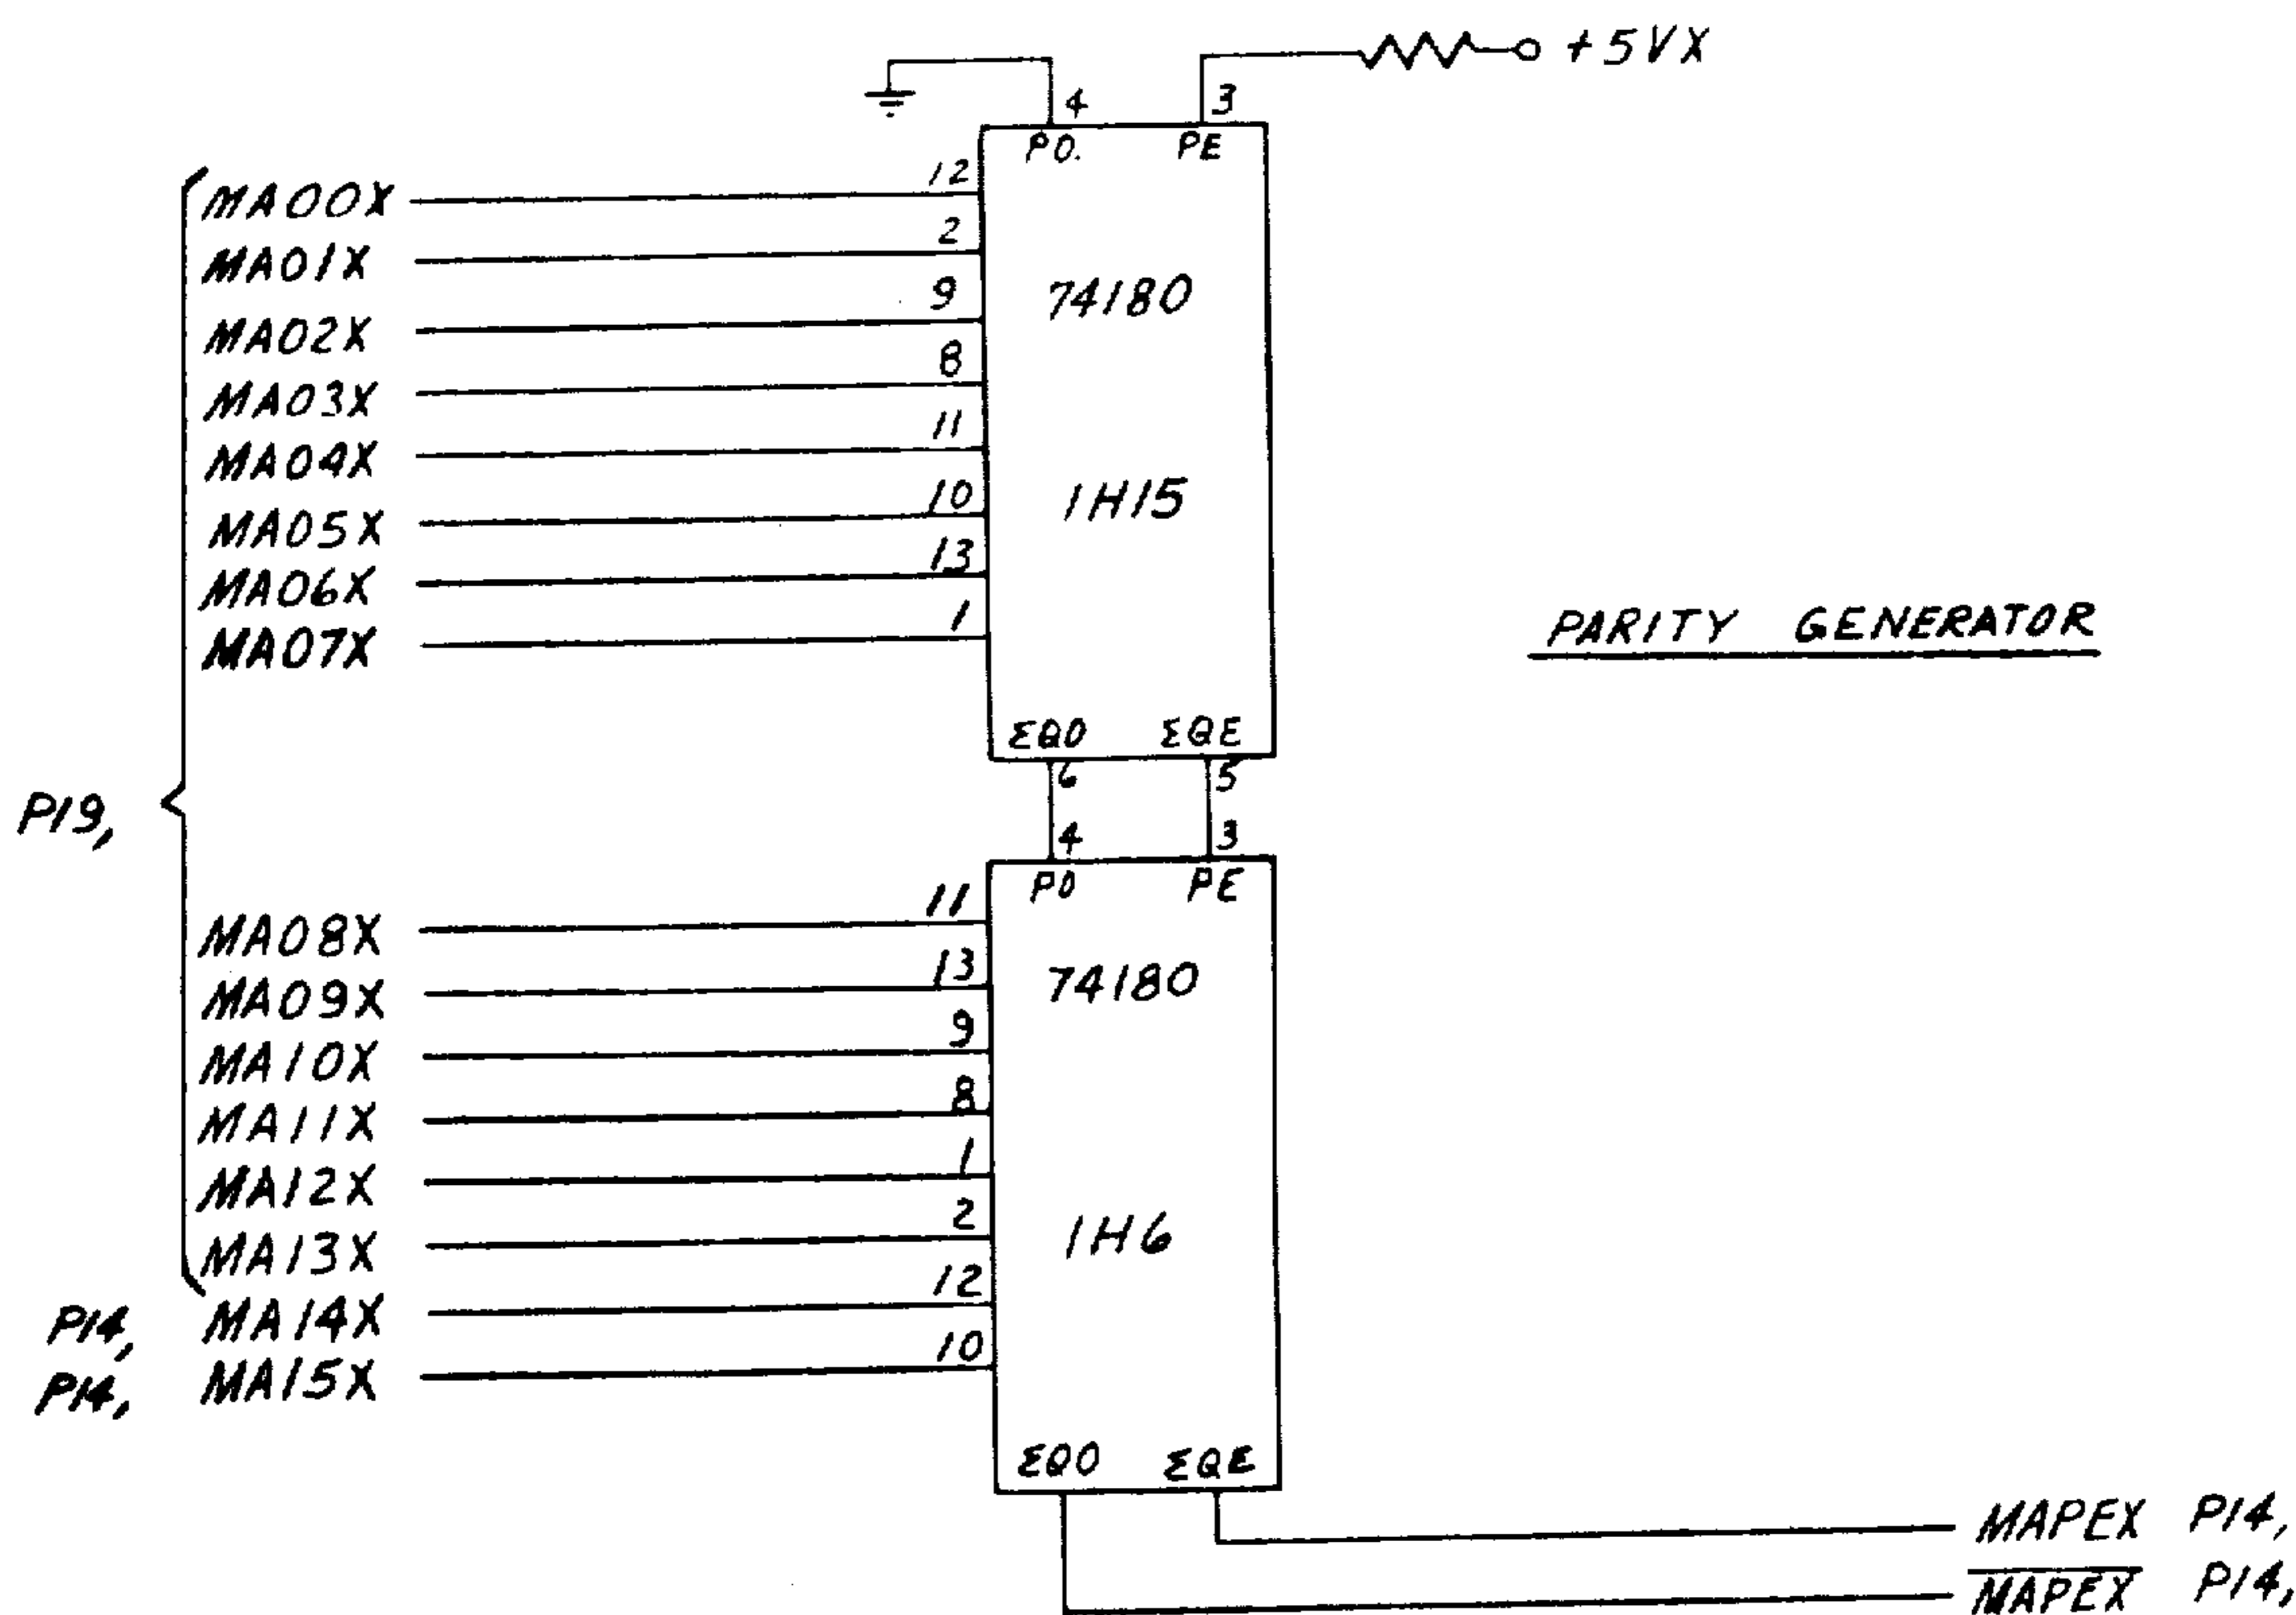 +5VX
4 3
PO. PE
MA00X 12
MA01X 2
MA02X 9
74180
MA03X 8
MA04X 11
MA05X 10
1H15
MA06X 13
MA07X 1
PARITY GENERATOR
ΣQO ΣQE
6 5
P19,
4 3
PO PE
MA08X 11
MA09X 13
74180
MA10X 9
MA11X 8
MA12X 1
MA13X 2
1H6
P14, MA14X 12
P14, MA15X 10
ΣQO ΣQE
MAPEX P14,
M̅A̅P̅E̅X̅ P14,